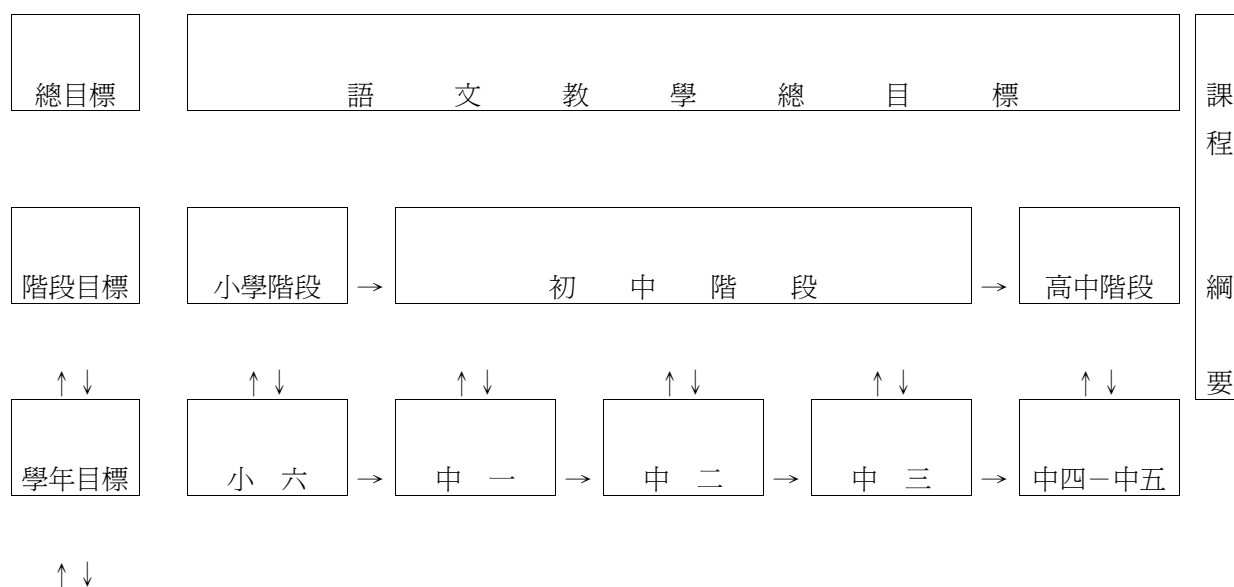 總目標 語文教學總目標
階段目標 小學階段 → 初中階段 → 高中階段
↑↓ ↑↓ ↑↓ ↑↓ ↑↓ ↑↓
學年目標 小六 → 中一 → 中二 → 中三 → 中四－中五
↑↓
課程綱要